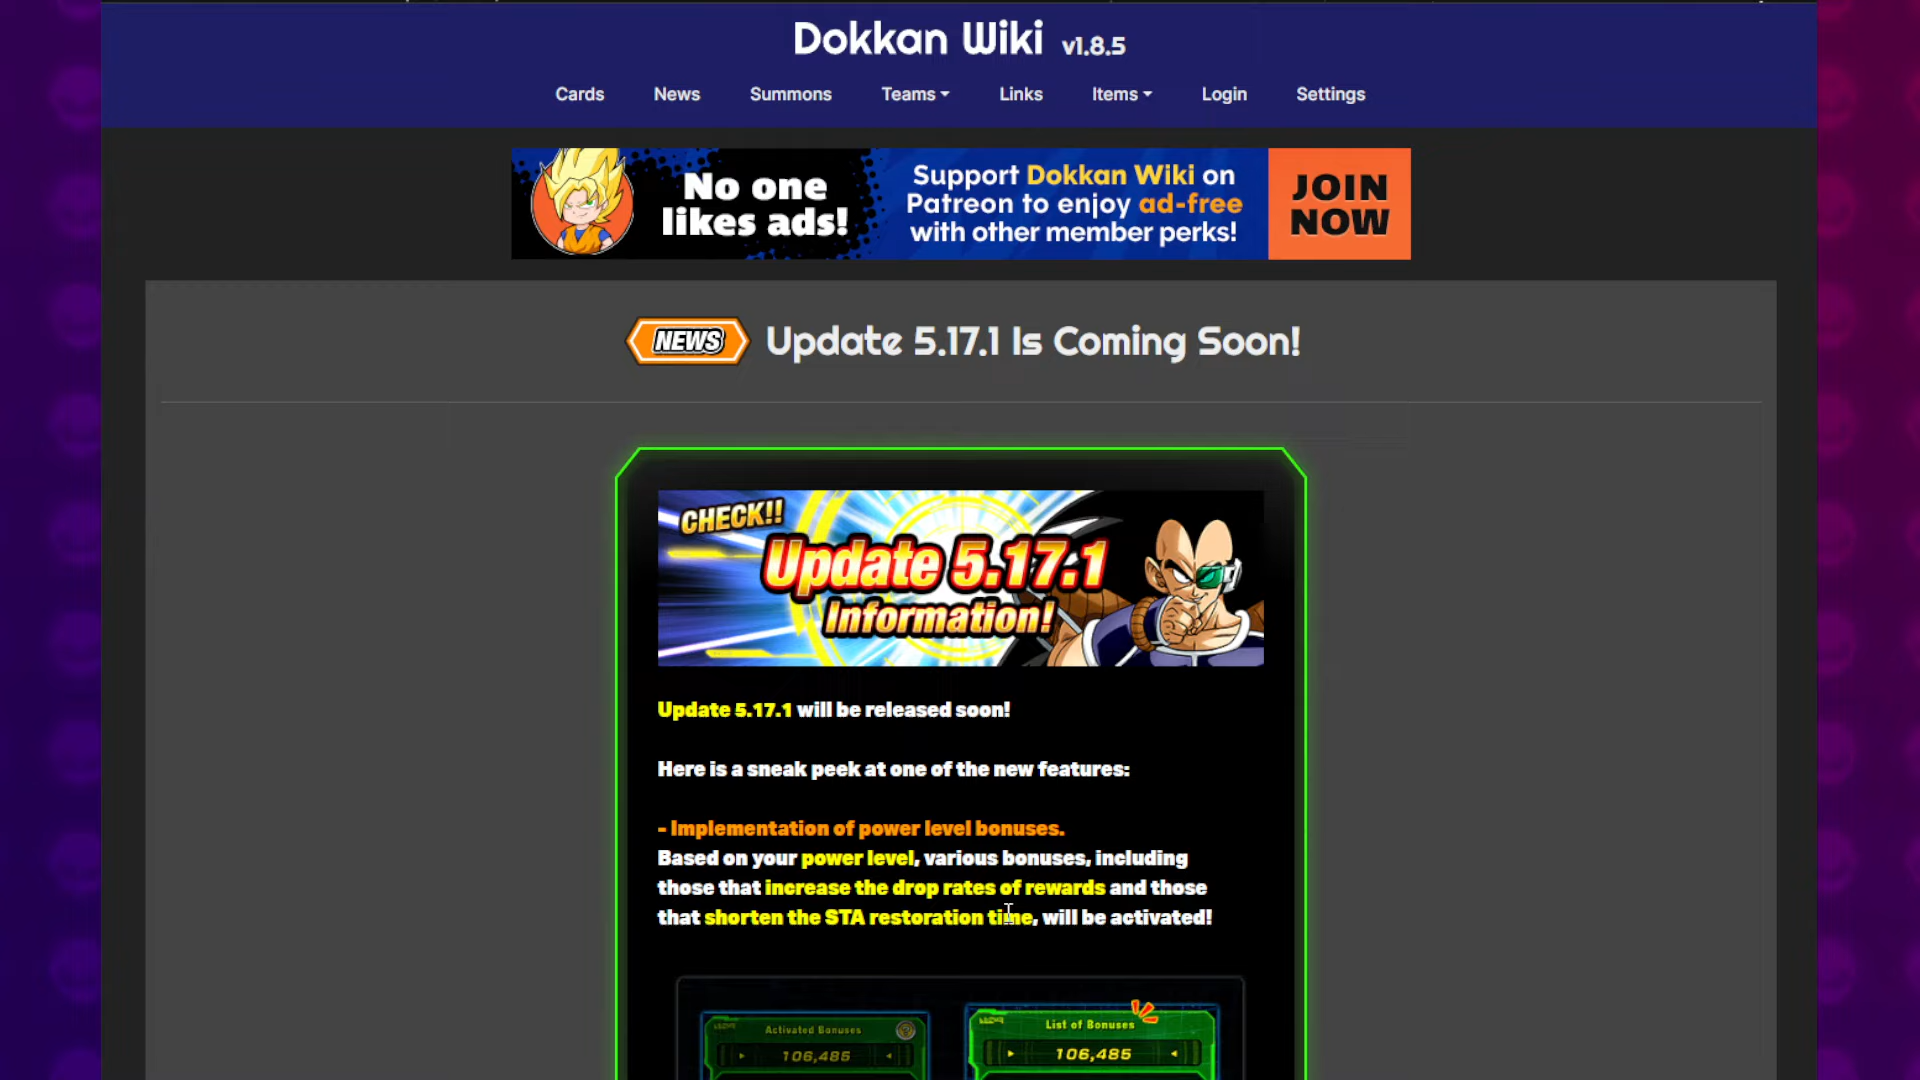 Dokkan Wiki v1.8.5
Cards News Summons Teams Links Items Login Settings
No one
likes ads!
Support Dokkan Wiki on
Patreon to enjoy ad-free
with other member perks!
JOIN
NOW
NEWS Update 5.17.1 Is Coming Soon!
CHECK!!
Update 5.17.1
Information!
Update 5.17.1 will be released soon!
Here is a sneak peek at one of the new features:
- Implementation of power level bonuses.
Based on your power level, various bonuses, including
those that increase the drop rates of rewards and those
that shorten the STA restoration time, will be activated!
Activated Bonuses
106,485
List of Bonuses
106,485